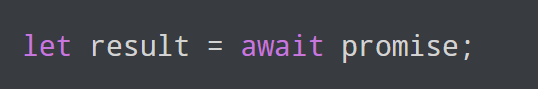 let result = await promise;